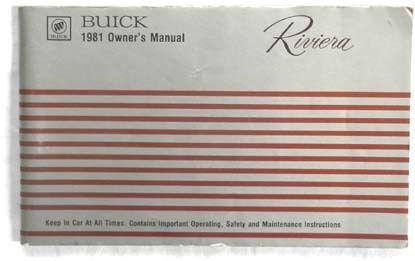 BUICK
BUICK
1981 Owner's Manual
Riviera
Keep In Car At All Times. Contains Important Operating, Safety and Maintenance Instructions